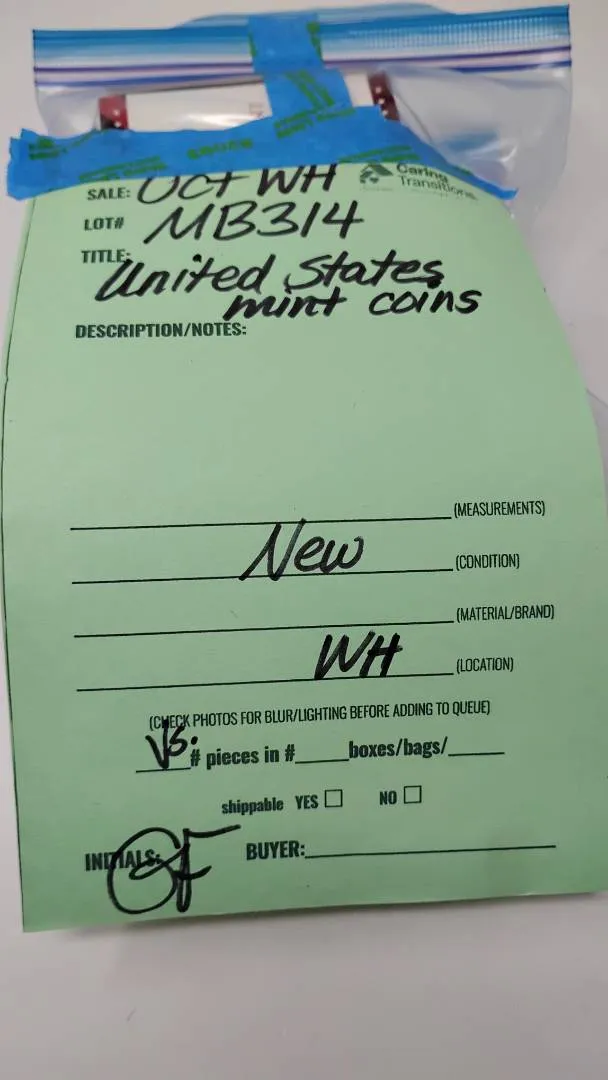 SALE: Oct WH
Caring
Transitions
LOT# MB314
TITLE: United States
mint coins
DESCRIPTION/NOTES:
(MEASUREMENTS)
New (CONDITION)
(MATERIAL/BRAND)
WH (LOCATION)
(CHECK PHOTOS FOR BLUR/LIGHTING BEFORE ADDING TO QUEUE)
VS. # pieces in # boxes/bags/
shippable YES NO
INITIALS: CF BUYER: